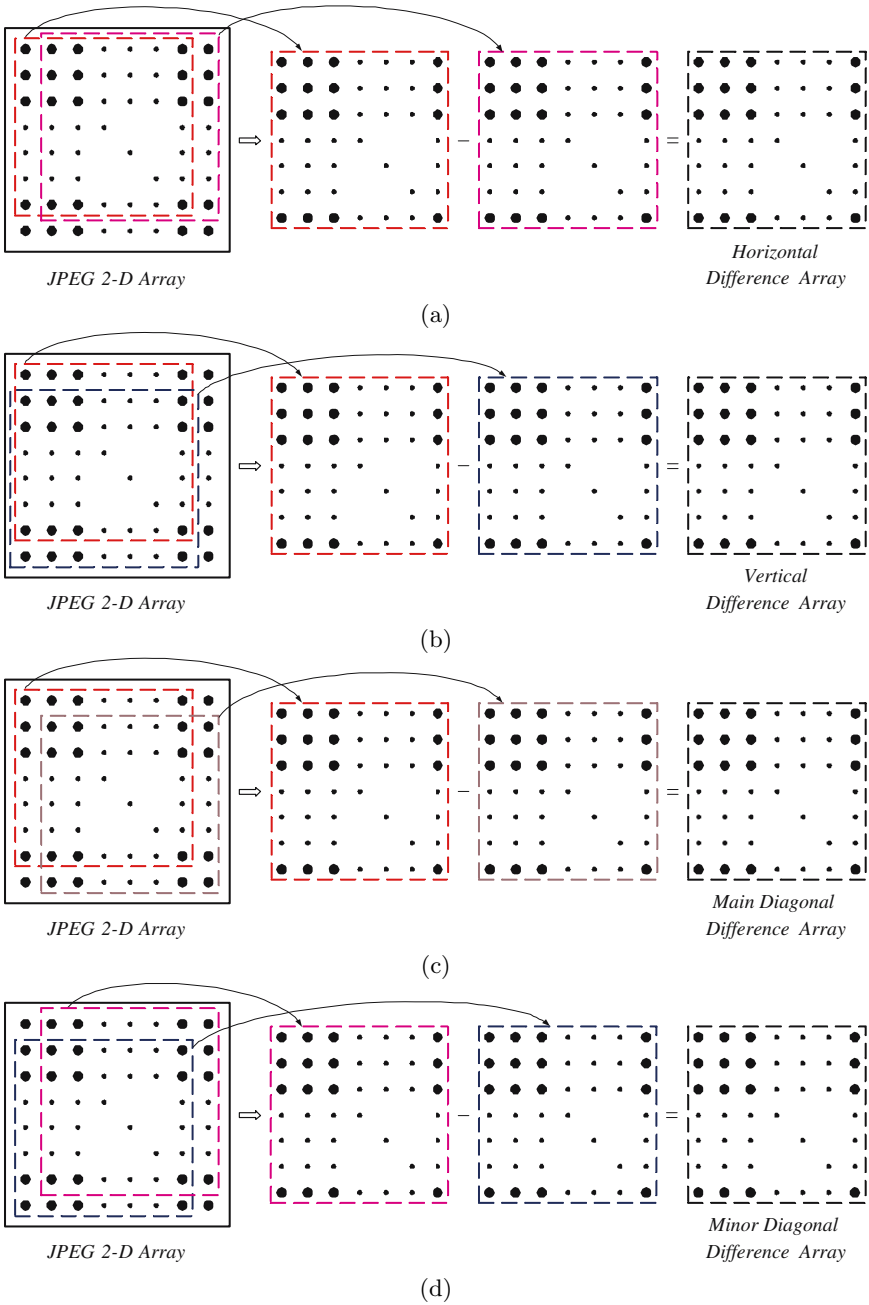 ⇨ − =
JPEG 2-D Array
Horizontal
Difference Array
(a)
⇨ − =
JPEG 2-D Array
Vertical
Difference Array
(b)
⇨ − =
JPEG 2-D Array
Main Diagonal
Difference Array
(c)
⇨ − =
JPEG 2-D Array
Minor Diagonal
Difference Array
(d)